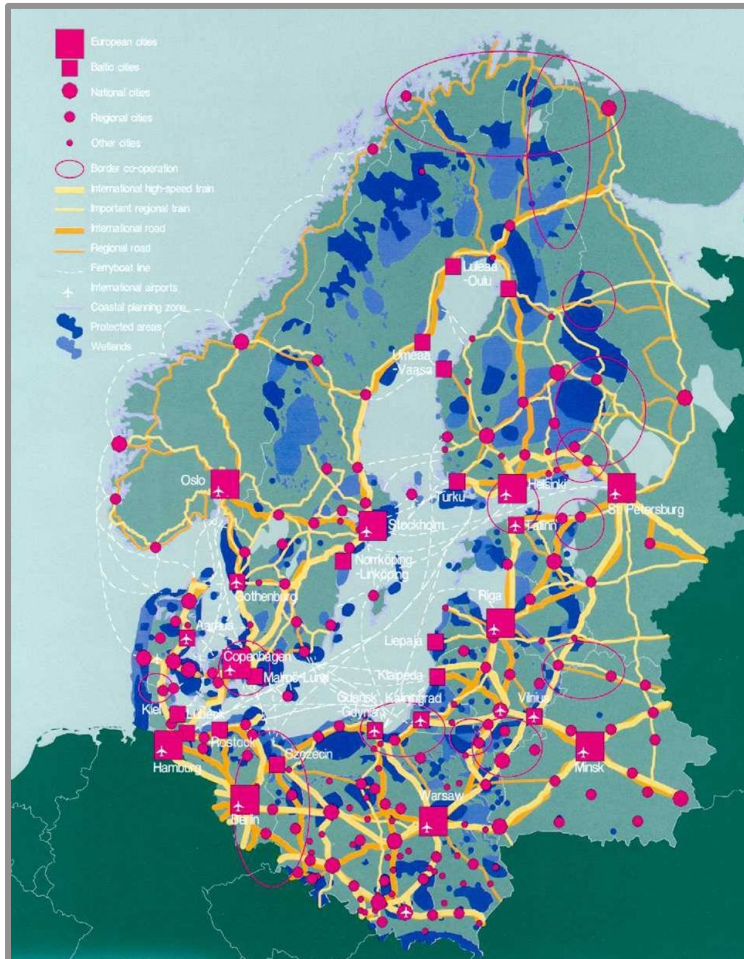 European cities
Baltic cities
National cities
Regional cities
Other cities
Border co-operation
International high-speed train
Important regional train
International road
Regional road
Ferryboat line
International airports
Coastal planning zone
Protected areas
Wetlands
Luleaa
-Oulu
Umeaa
-Vaasa
Oslo
Turku
Helsinki
St. Petersburg
Stockholm
Tallinn
Norrköping
-Linköping
Gothenburg
Riga
Aarhus
Liepaja
Copenhagen
Malmö-Lund
Klaipeda
Kiel
Gdansk
Gdynia
Kaliningrad
Vilnius
Lübeck
Rostock
Szczecin
Hamburg
Minsk
Warsaw
Berlin